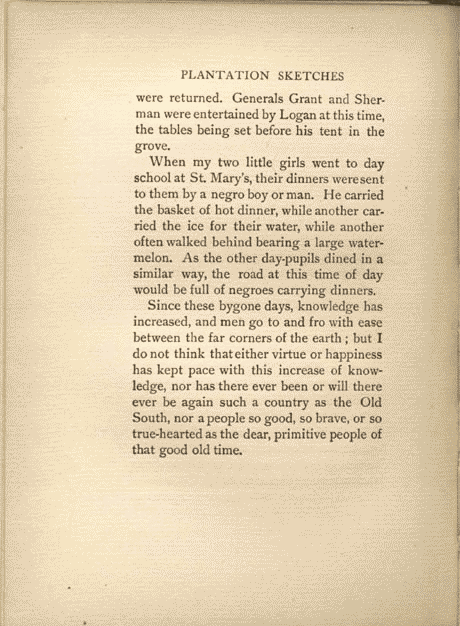 PLANTATION SKETCHES
were returned. Generals Grant and Sher-
man were entertained by Logan at this time,
the tables being set before his tent in the
grove.
When my two little girls went to day
school at St. Mary's, their dinners were sent
to them by a negro boy or man. He carried
the basket of hot dinner, while another car-
ried the ice for their water, while another
often walked behind bearing a large water-
melon. As the other day-pupils dined in a
similar way, the road at this time of day
would be full of negroes carrying dinners.
Since these bygone days, knowledge has
increased, and men go to and fro with ease
between the far corners of the earth; but I
do not think that either virtue or happiness
has kept pace with this increase of know-
ledge, nor has there ever been or will there
ever be again such a country as the Old
South, nor a people so good, so brave, or so
true-hearted as the dear, primitive people of
that good old time.